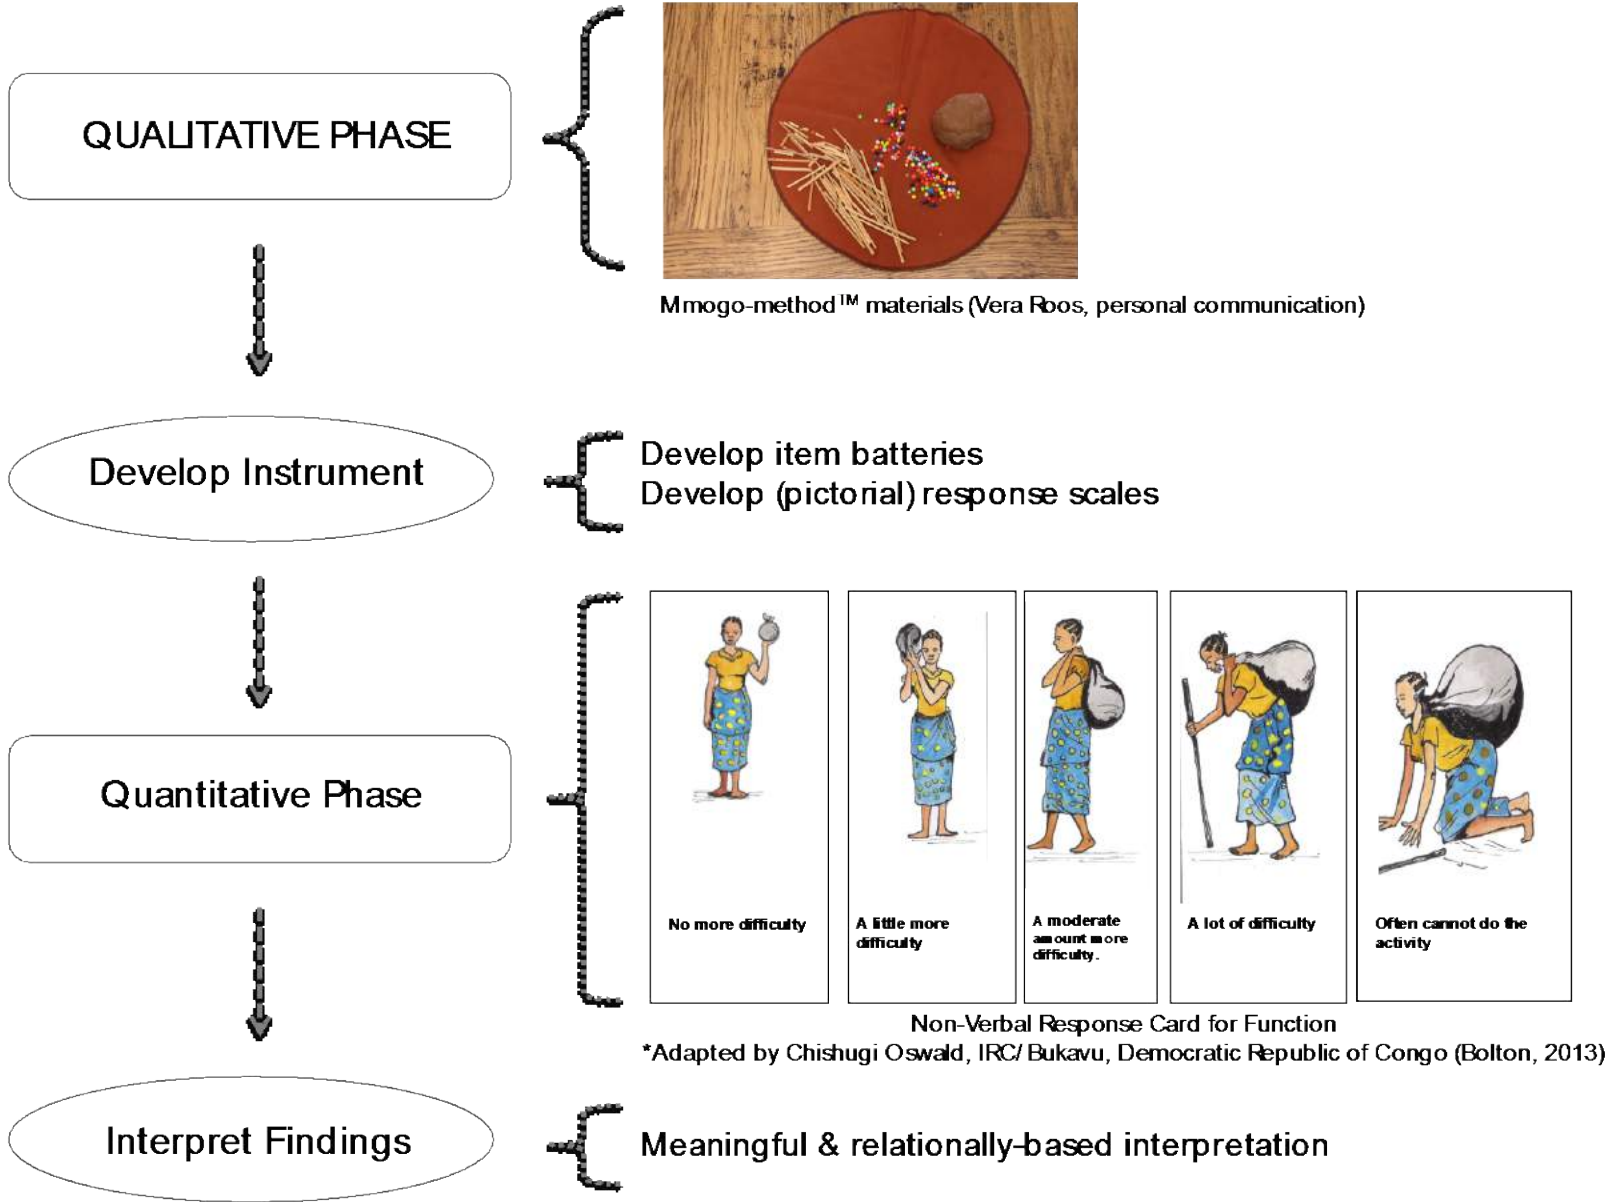 QUALITATIVE PHASE
Mmogo-method™ materials (Vera Roos, personal communication)
Develop Instrument
Develop item batteries
Develop (pictorial) response scales
Quantitative Phase
No more difficulty
A little more
difficulty
A moderate
amount more
difficulty.
A lot of difficulty
Often cannot do the
activity
Non-Verbal Response Card for Function
*Adapted by Chishugi Oswald, IRC/ Bukavu, Democratic Republic of Congo (Bolton, 2013)
Interpret Findings
Meaningful & relationally-based interpretation